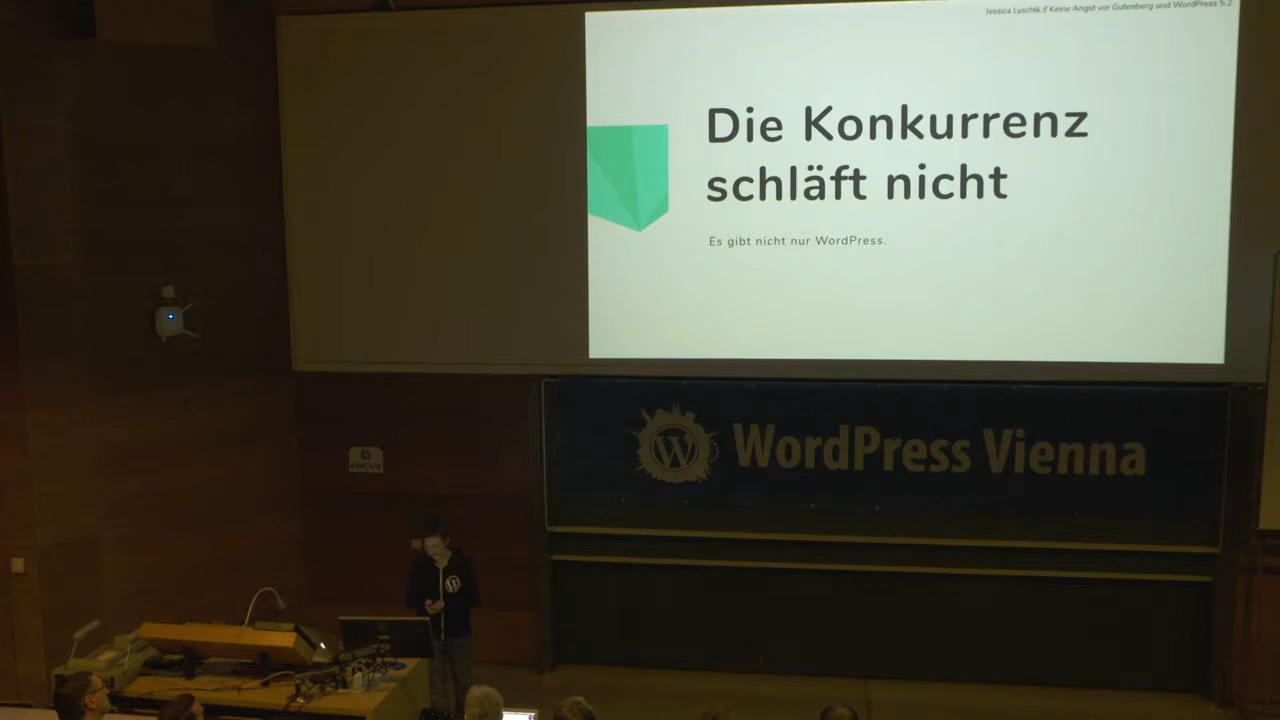 Jessica Lyschik // Keine Angst vor Gutenberg und WordPress 5.2
Die Konkurrenz
schläft nicht
Es gibt nicht nur WordPress.
WordPress Vienna
#WCVIE